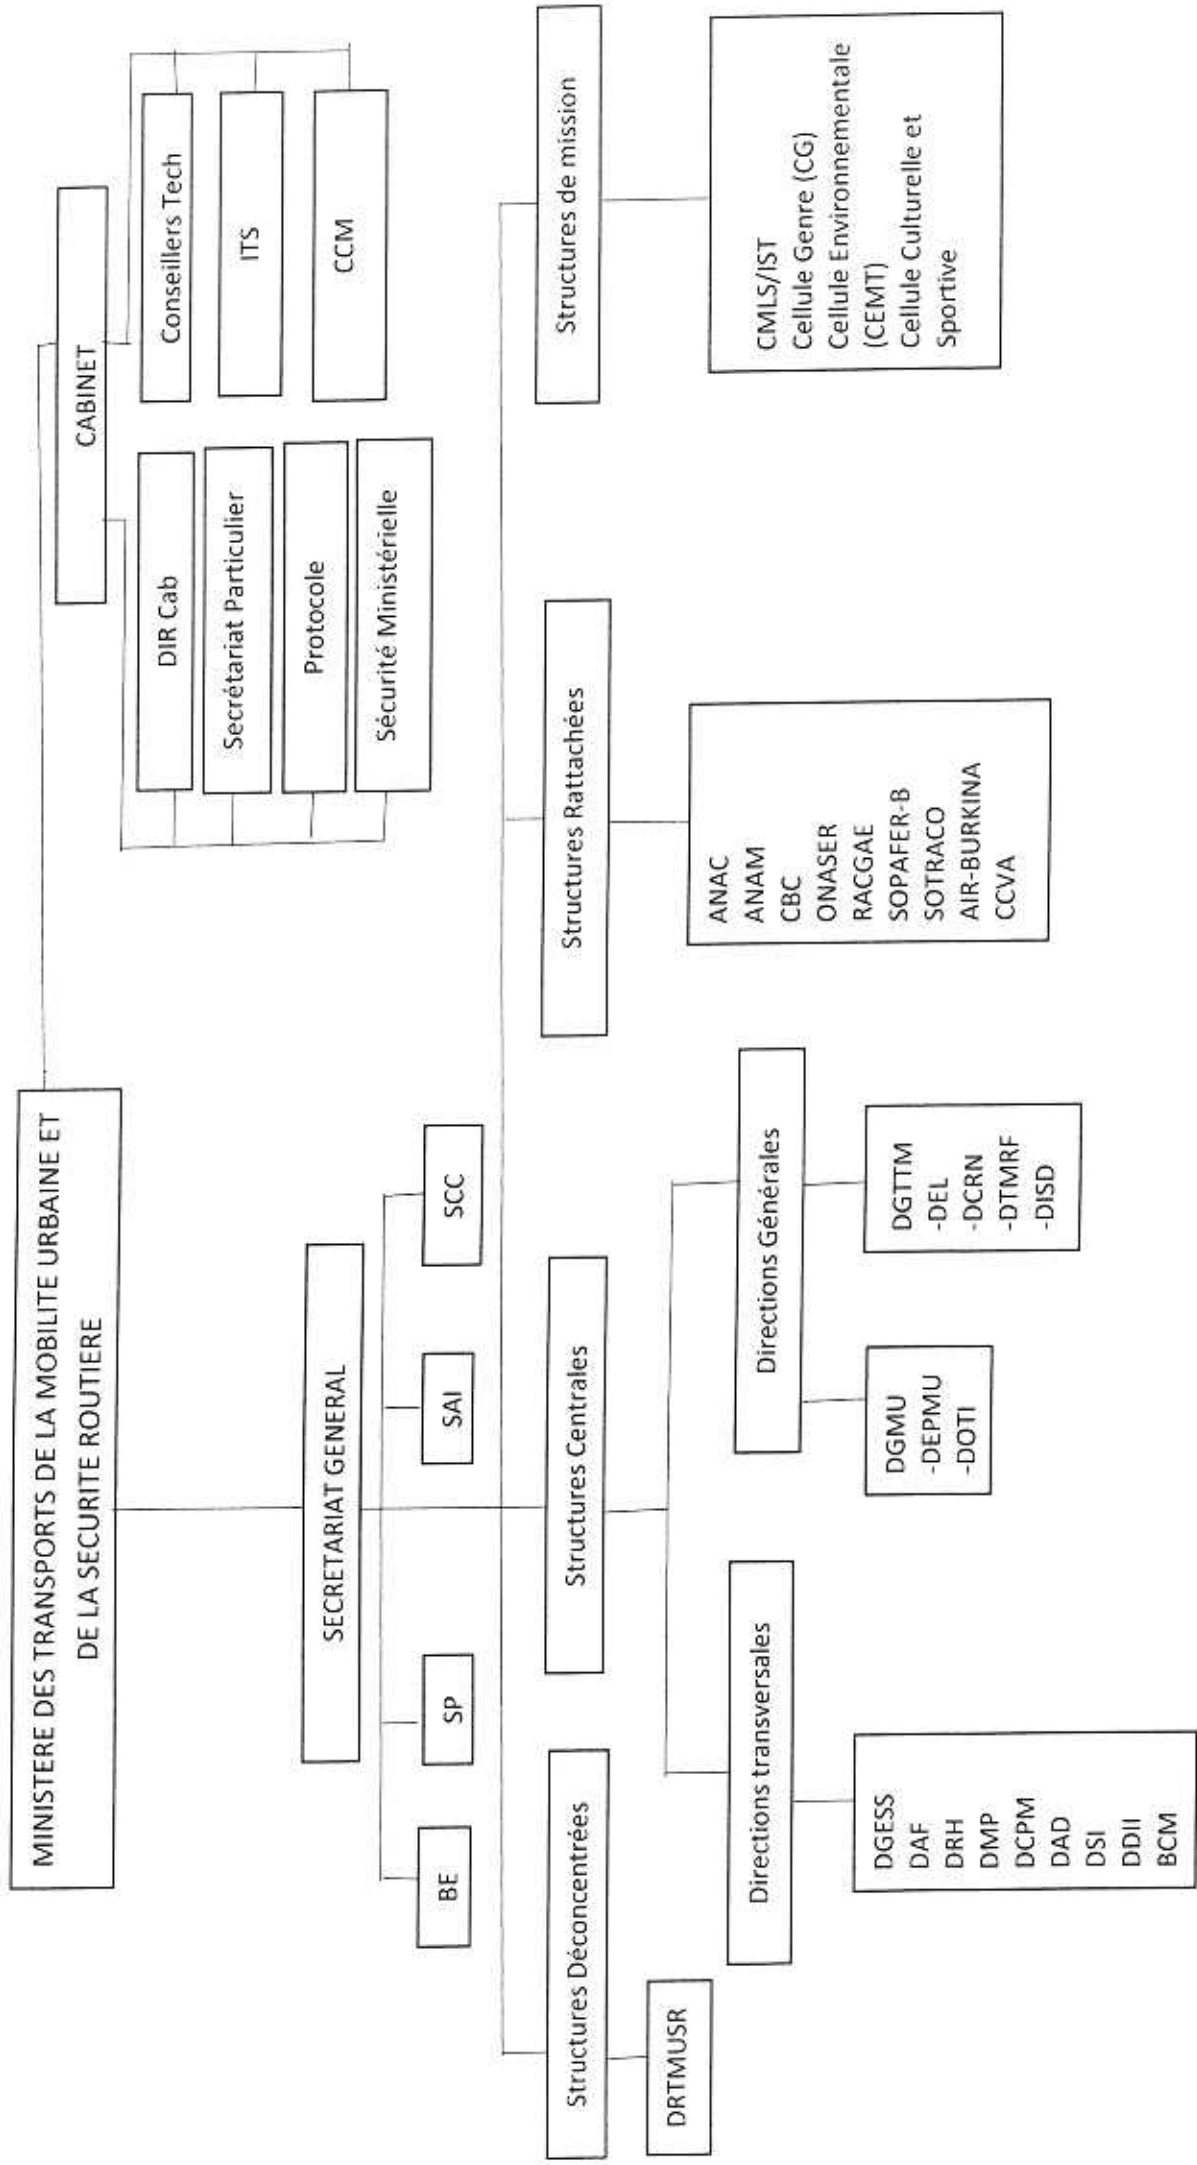 MINISTERE DES TRANSPORTS DE LA MOBILITE URBAINE ET
DE LA SECURITE ROUTIERE
CABINET
DIR Cab
Secrétariat Particulier
Protocole
Sécurité Ministérielle
Conseillers Tech
ITS
CCM
SECRETARIAT GENERAL
BE
SP
SAI
SCC
Structures Déconcentrées
DRTMUSR
Structures Centrales
Directions transversales
DGESS
DAF
DRH
DMP
DCPM
DAD
DSI
DDII
BCM
Directions Générales
DGMU
-DEPMU
-DOTI
DGTTM
-DEL
-DCRN
-DTMRF
-DISD
Structures Rattachées
ANAC
ANAM
CBC
ONASER
RACGAE
SOPAFER-B
SOTRACO
AIR-BURKINA
CCVA
Structures de mission
CMLS/IST
Cellule Genre (CG)
Cellule Environnementale
(CEMT)
Cellule Culturelle et
Sportive